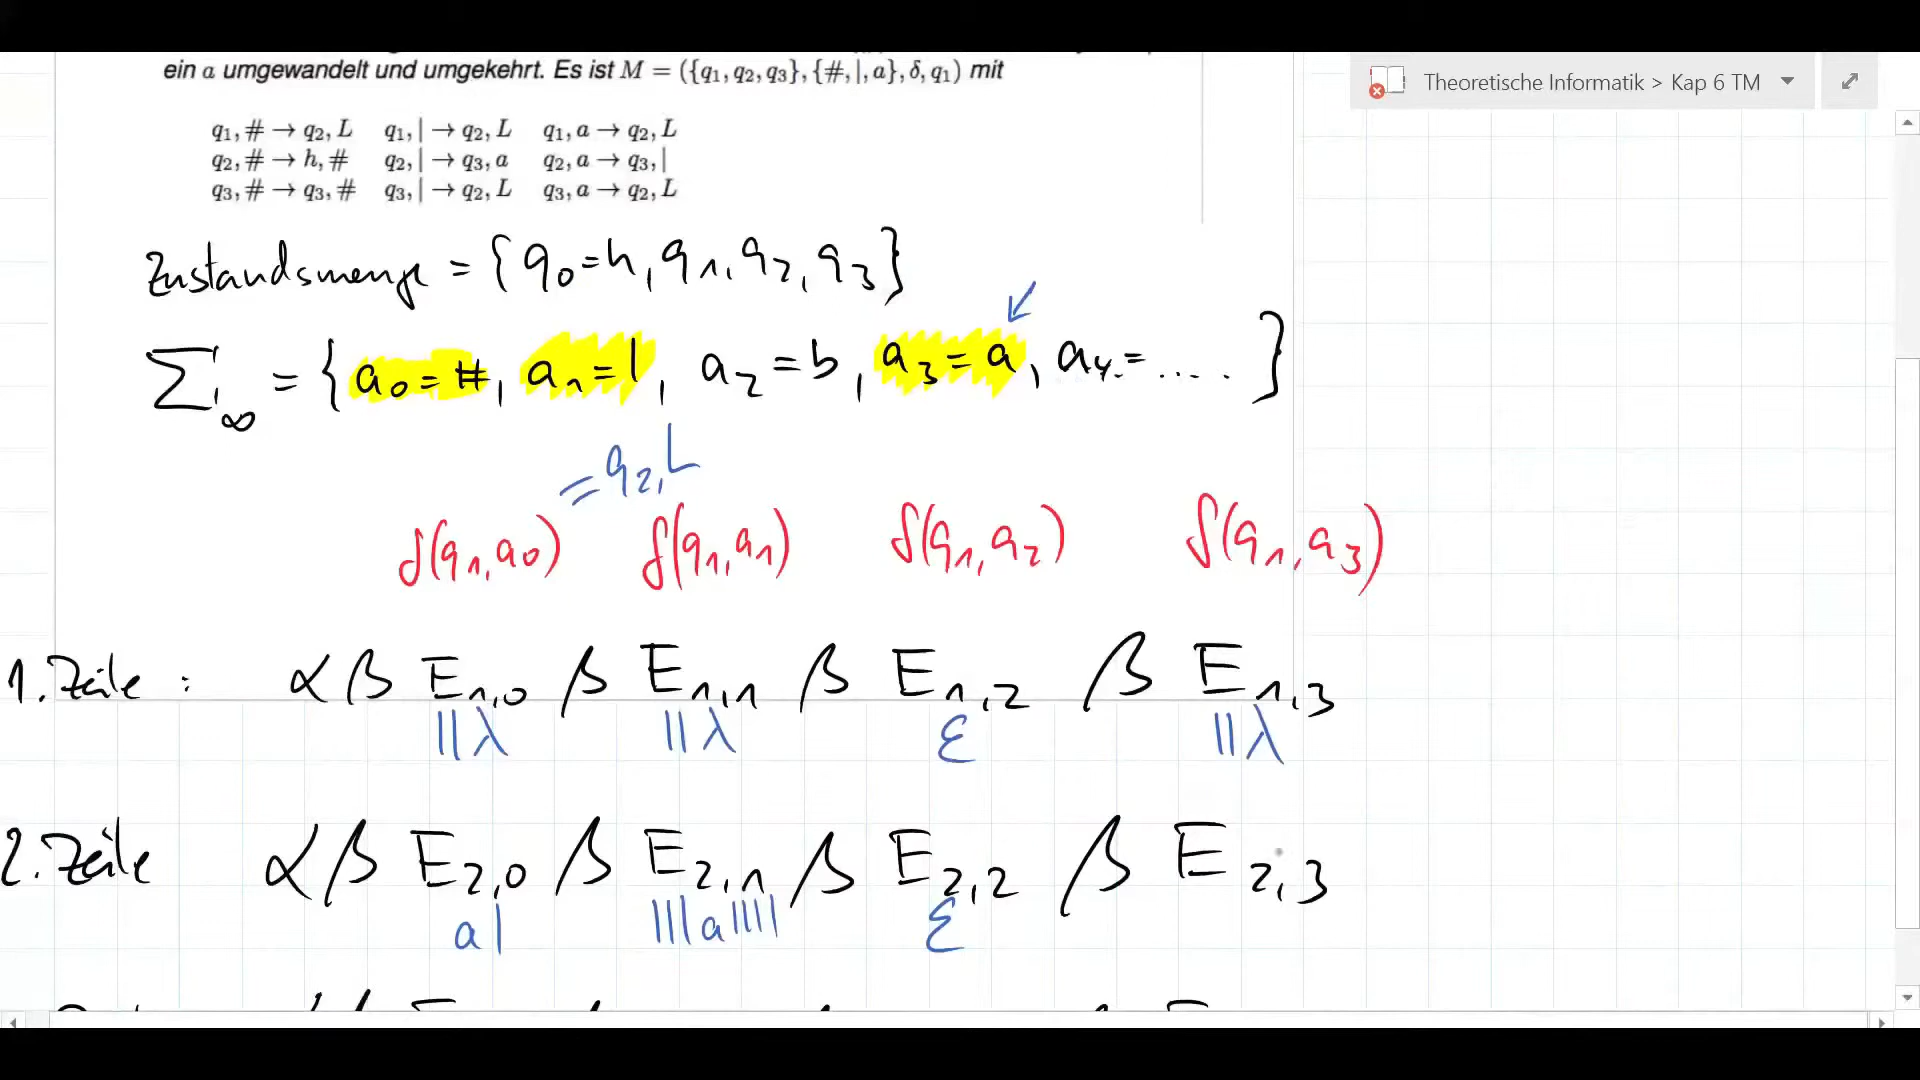 ein a umgewandelt und umgekehrt. Es ist M = ({q₁, q₂, q₃}, {#, |, a}, δ, q₁) mit
Theoretische Informatik > Kap 6 TM
q₁, # → q₂, L q₁, | → q₂, L q₁, a → q₂, L
q₂, # → h, # q₂, | → q₃, a q₂, a → q₃, |
q₃, # → q₃, # q₃, | → q₂, L q₃, a → q₂, L
Zustandsmenge = {q₀=h, q₁, q₂, q₃}
Σ∞ = {a₀=#, a₁=|, a₂=b, a₃=a, a₄=....}
=q₂,L
δ(q₁,a₀) δ(q₁,a₁) δ(q₁,a₂) δ(q₁,a₃)
1. Zeile : α β E₁,₀ β E₁,₁ β E₁,₂ β E₁,₃
||λ ||λ ε ||λ
2. Zeile α β E₂,₀ β E₂,₁ β E₂,₂ β E₂,₃
a| |||a|||| ε